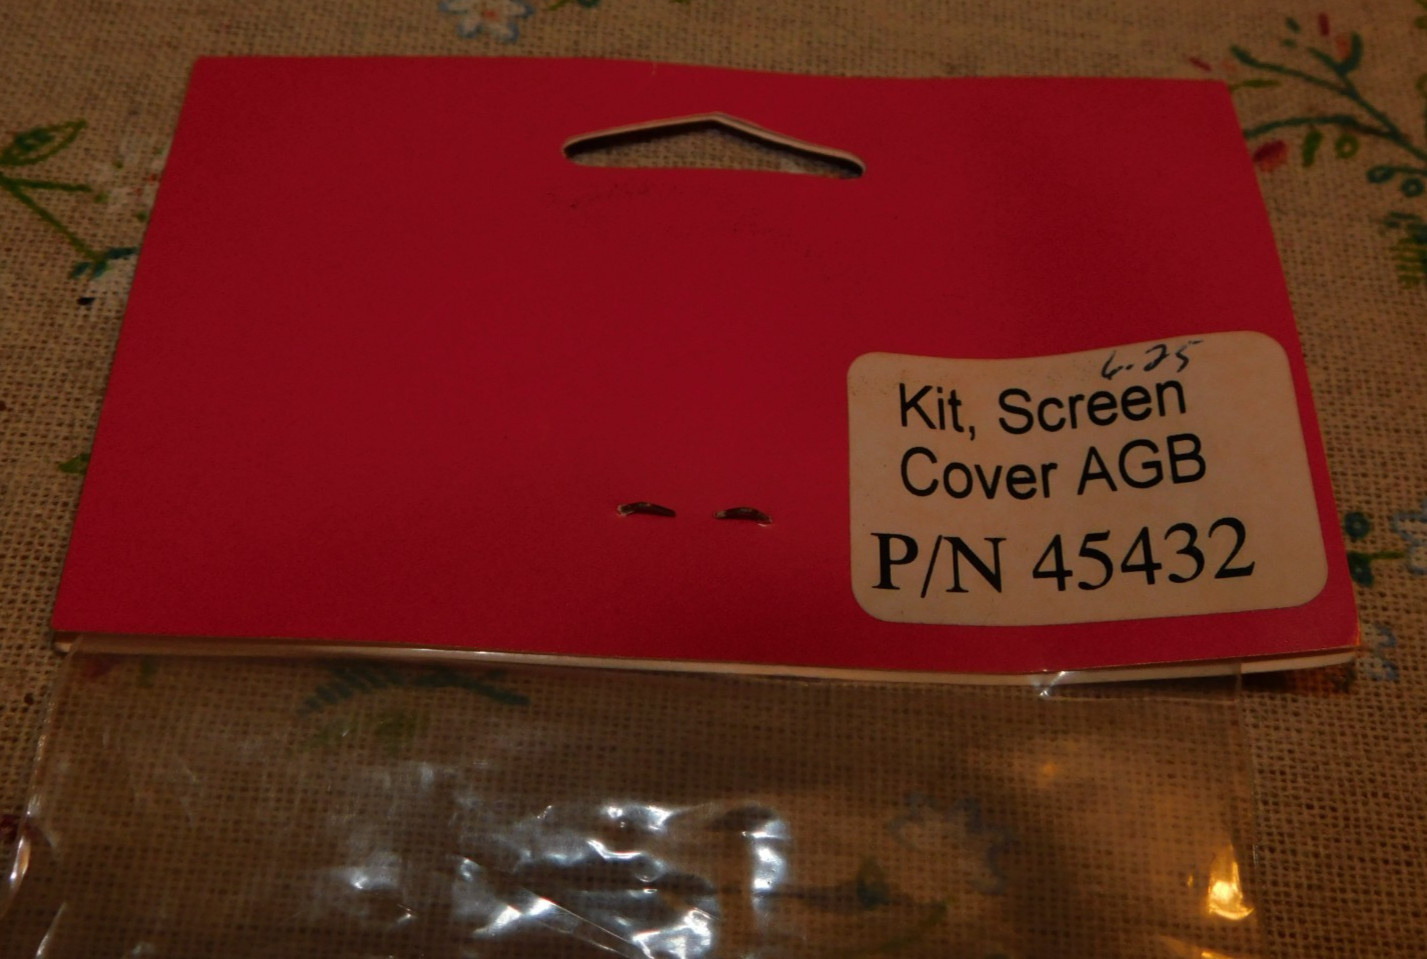 6.25
Kit, Screen
Cover AGB
P/N 45432